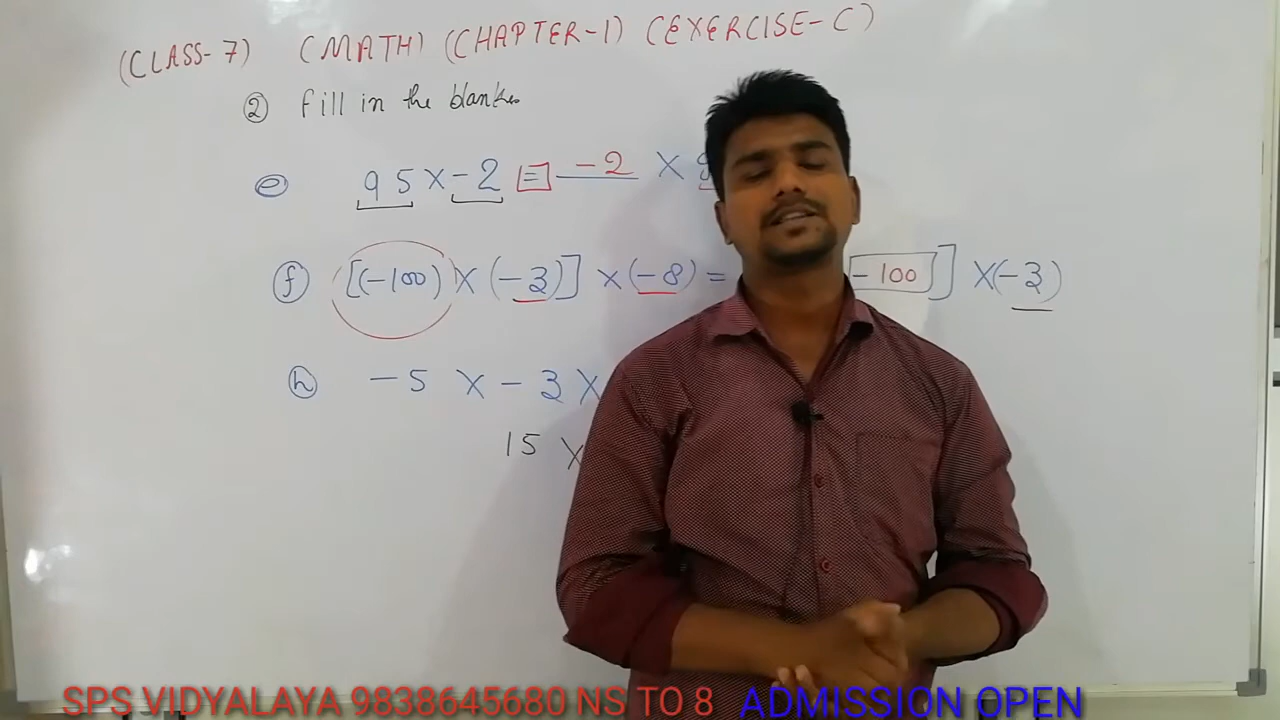 (CLASS-7) (MATH) (CHAPTER-1) (EXERCISE-C)
② fill in the blanks
ⓔ 95 x -2 = -2 x
ⓕ [(-100) x (-3)] x (-8) = -100] x (-3)
ⓗ -5 x -3 x
15 x
SPS VIDYALAYA 9838645680 NS TO 8 ADMISSION OPEN